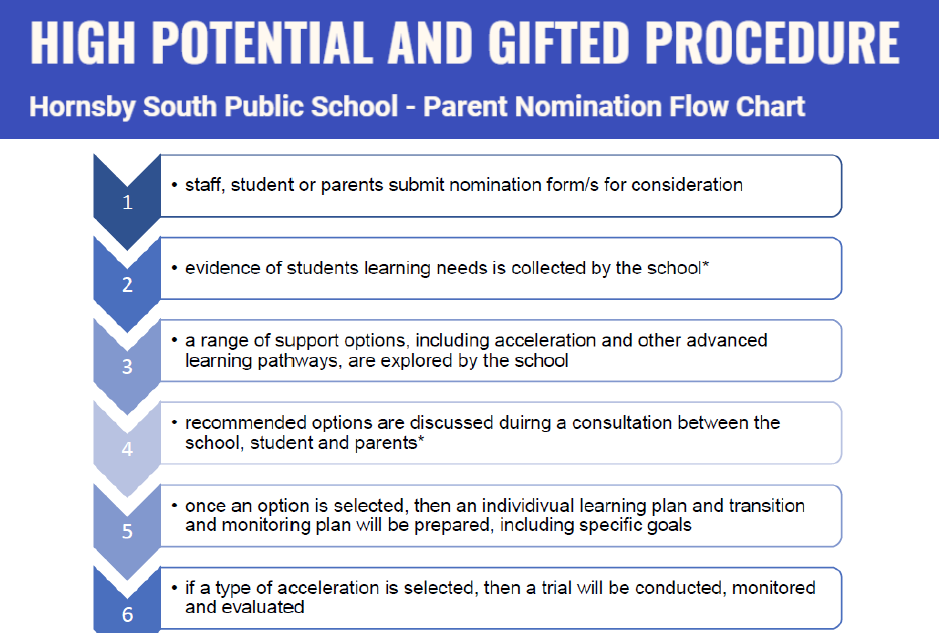 HIGH POTENTIAL AND GIFTED PROCEDURE
Hornsby South Public School - Parent Nomination Flow Chart
1
• staff, student or parents submit nomination form/s for consideration
2
• evidence of students learning needs is collected by the school*
3
• a range of support options, including acceleration and other advanced
learning pathways, are explored by the school
4
• recommended options are discussed duirng a consultation between the
school, student and parents*
5
• once an option is selected, then an individivual learning plan and transition
and monitoring plan will be prepared, including specific goals
6
• if a type of acceleration is selected, then a trial will be conducted, monitored
and evaluated